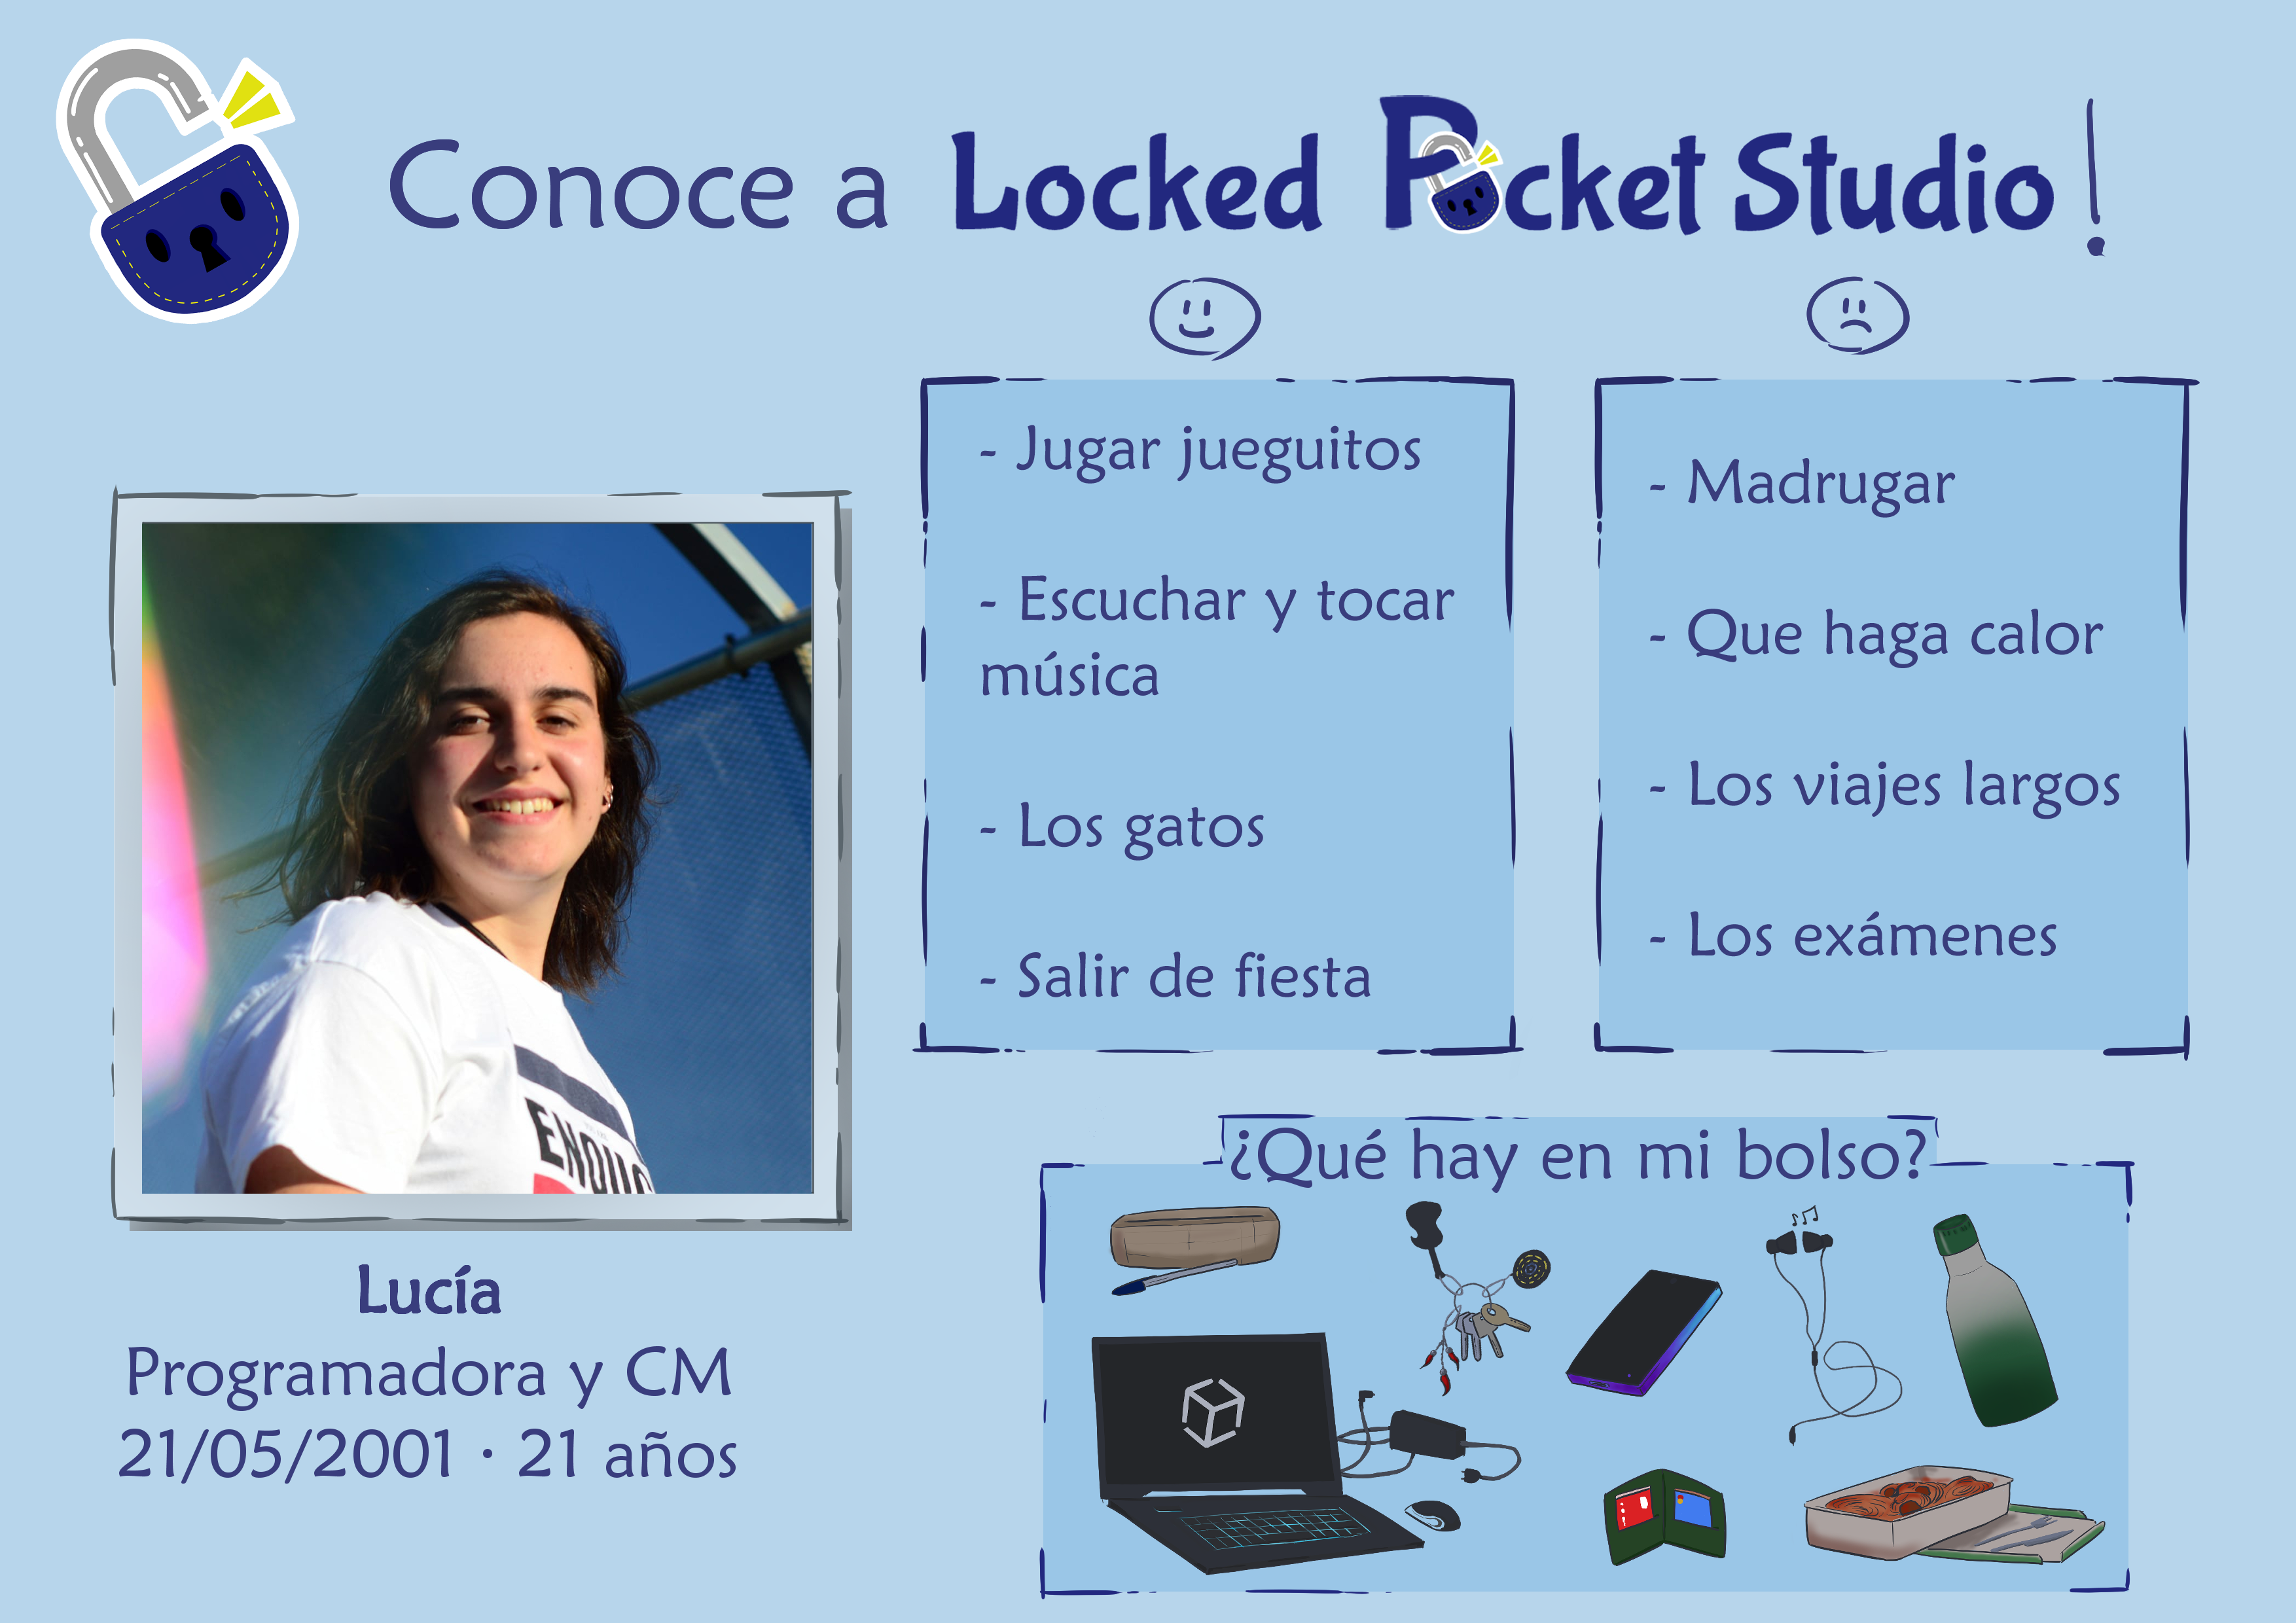 Conoce a Locked Pocket Studio!
- Jugar jueguitos
- Escuchar y tocar
música
- Los gatos
- Salir de fiesta
- Madrugar
- Que haga calor
- Los viajes largos
- Los exámenes
Lucía
Programadora y CM
21/05/2001 · 21 años
¿Qué hay en mi bolso?